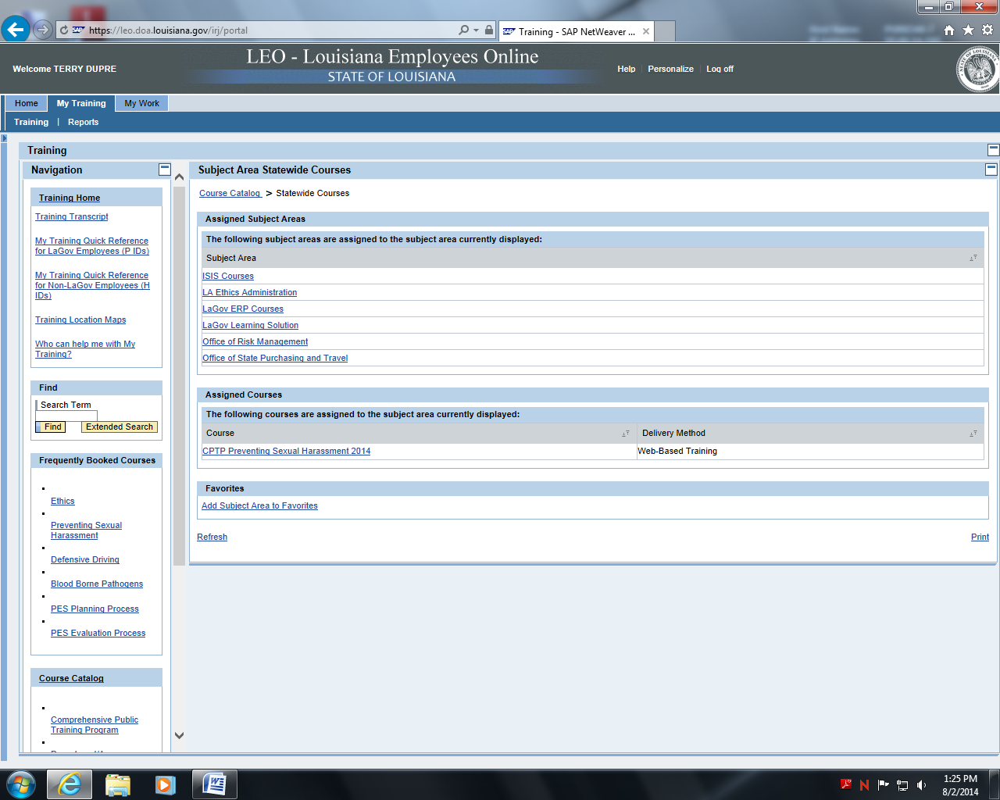 https://leo.doa.louisiana.gov/irj/portal
Training - SAP NetWeaver ...
Welcome TERRY DUPRE
LEO - Louisiana Employees Online
STATE OF LOUISIANA
Help
Personalize
Log off
Home
My Training
My Work
Training | Reports
Training
Navigation
Training Home
Training Transcript
My Training Quick Reference
for LaGov Employees (P IDs)
My Training Quick Reference
for Non-LaGov Employees (H
IDs)
Training Location Maps
Who can help me with My
Training?
Find
Search Term
Find
Extended Search
Frequently Booked Courses
Ethics
Preventing Sexual
Harassment
Defensive Driving
Blood Borne Pathogens
PES Planning Process
PES Evaluation Process
Course Catalog
Comprehensive Public
Training Program
Subject Area Statewide Courses
Course Catalog > Statewide Courses
Assigned Subject Areas
The following subject areas are assigned to the subject area currently displayed:
Subject Area
ISIS Courses
LA Ethics Administration
LaGov ERP Courses
LaGov Learning Solution
Office of Risk Management
Office of State Purchasing and Travel
Assigned Courses
The following courses are assigned to the subject area currently displayed:
Course
Delivery Method
CPTP Preventing Sexual Harassment 2014
Web-Based Training
Favorites
Add Subject Area to Favorites
Refresh
Print
1:25 PM
8/2/2014